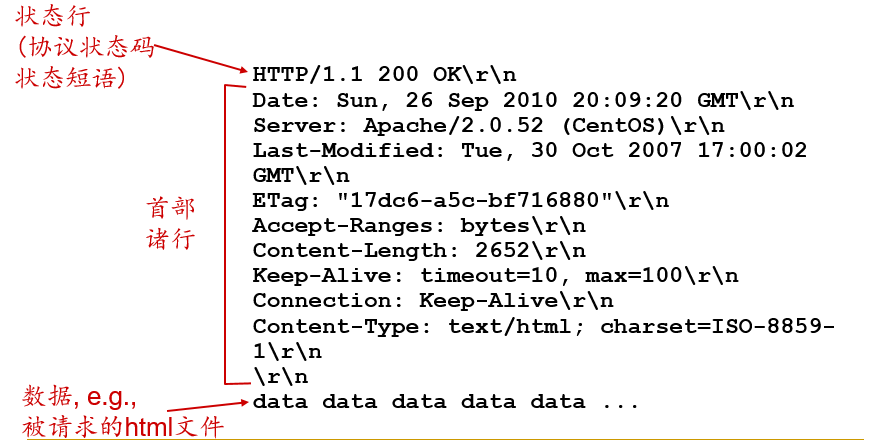 状态行
(协议状态码
状态短语)
HTTP/1.1 200 OK\r\n
Date: Sun, 26 Sep 2010 20:09:20 GMT\r\n
Server: Apache/2.0.52 (CentOS)\r\n
Last-Modified: Tue, 30 Oct 2007 17:00:02
GMT\r\n
ETag: "17dc6-a5c-bf716880"\r\n
Accept-Ranges: bytes\r\n
Content-Length: 2652\r\n
Keep-Alive: timeout=10, max=100\r\n
Connection: Keep-Alive\r\n
Content-Type: text/html; charset=ISO-8859-
1\r\n
\r\n
首部
诸行
数据, e.g.,
被请求的html文件
data data data data data ...